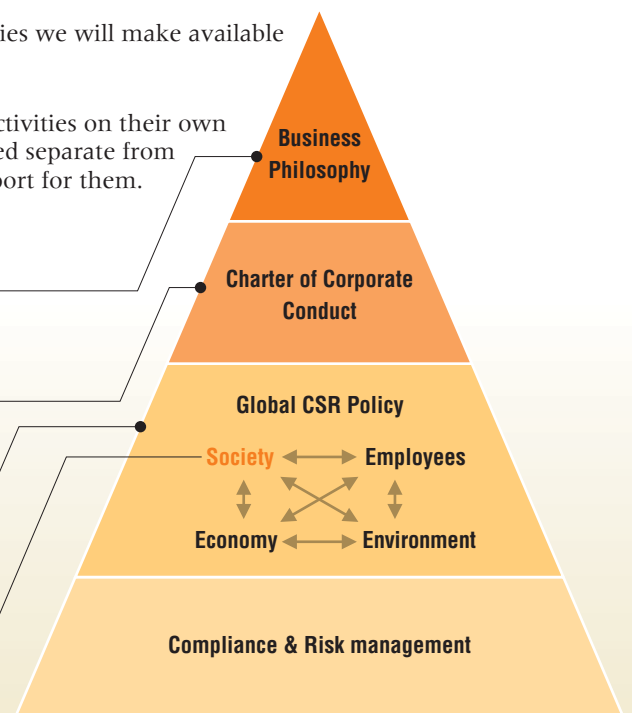 ies we will make available
ctivities on their own
ed separate from
port for them.
Business
Philosophy
Charter of Corporate
Conduct
Global CSR Policy
Society Employees
Economy Environment
Compliance & Risk management